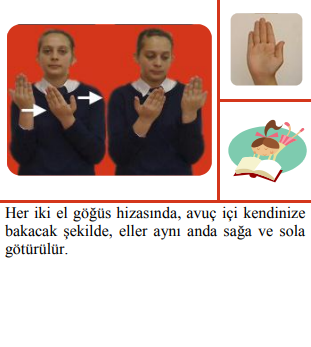 Her iki el göğüs hizasında, avuç içi kendinize
bakacak şekilde, eller aynı anda sağa ve sola
götürülür.